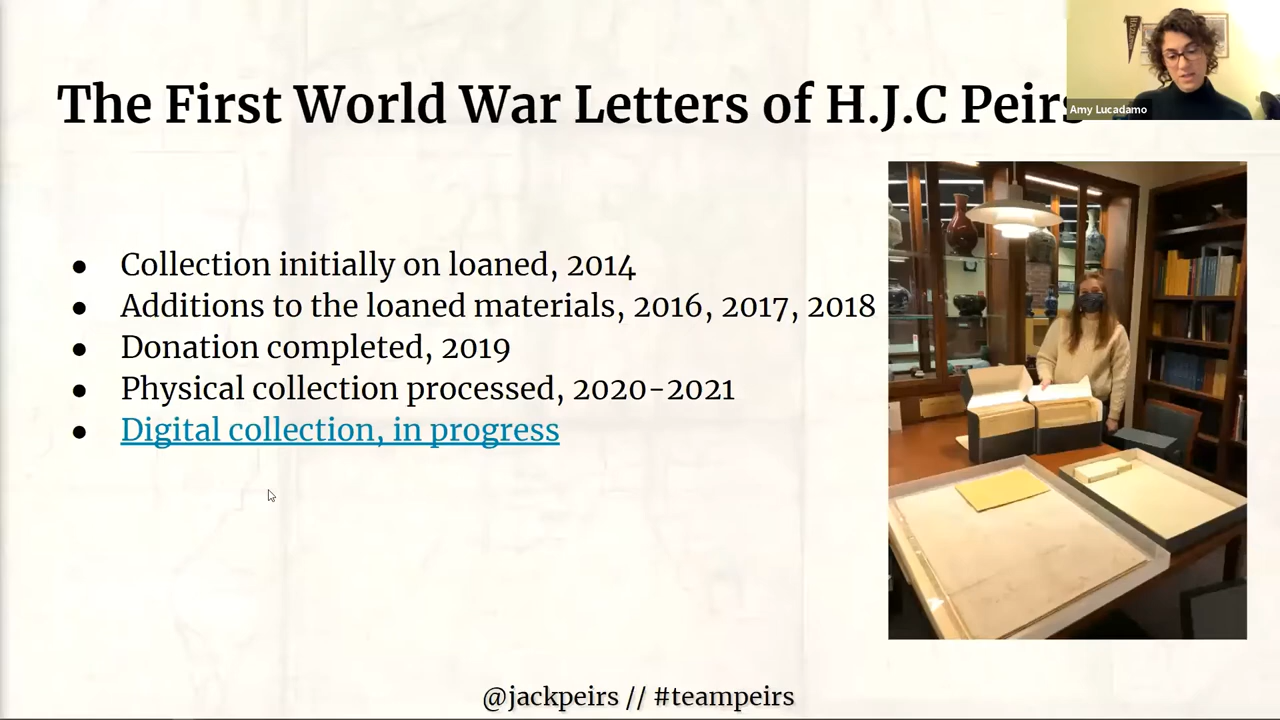 The First World War Letters of H.J.C Peirs
Amy Lucadamo
● Collection initially on loaned, 2014
● Additions to the loaned materials, 2016, 2017, 2018
● Donation completed, 2019
● Physical collection processed, 2020-2021
● Digital collection, in progress
@jackpeirs // #teampeirs